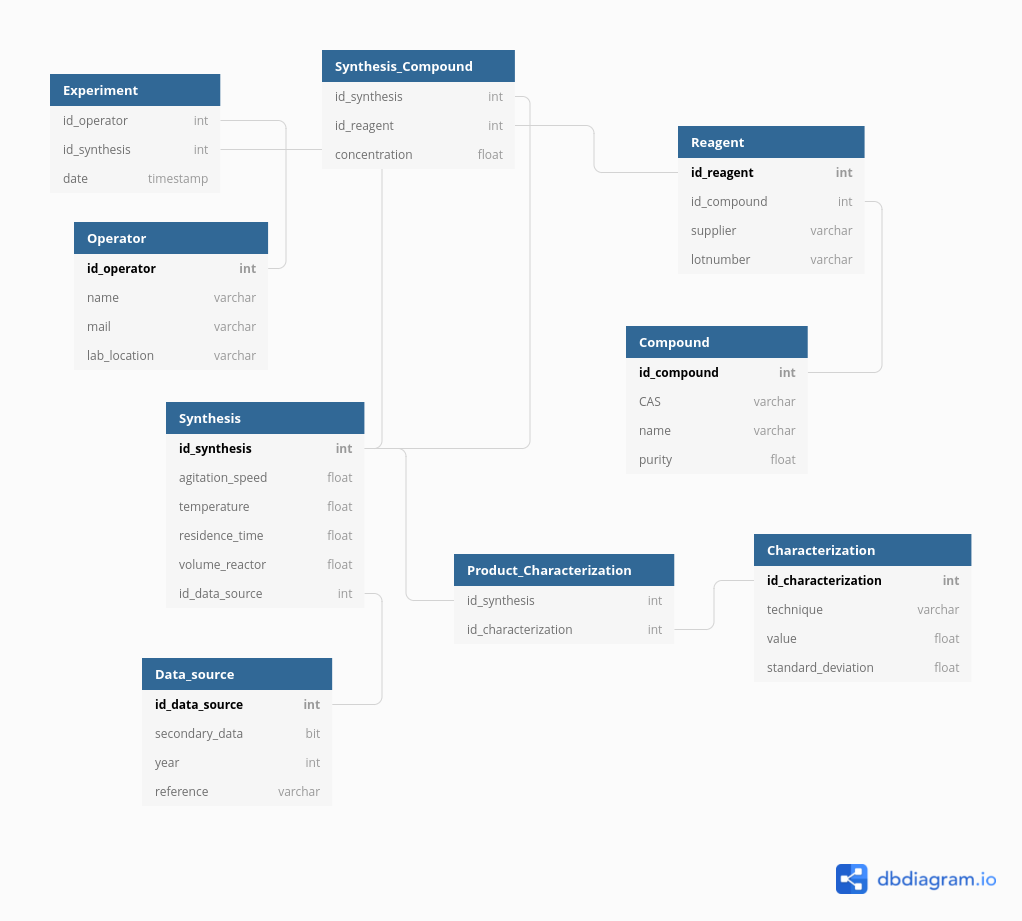 Experiment
id_operator int
id_synthesis int
date timestamp
Synthesis_Compound
id_synthesis int
id_reagent int
concentration float
Reagent
id_reagent int
id_compound int
supplier varchar
lotnumber varchar
Operator
id_operator int
name varchar
mail varchar
lab_location varchar
Compound
id_compound int
CAS varchar
name varchar
purity float
Synthesis
id_synthesis int
agitation_speed float
temperature float
residence_time float
volume_reactor float
id_data_source int
Product_Characterization
id_synthesis int
id_characterization int
Characterization
id_characterization int
technique varchar
value float
standard_deviation float
Data_source
id_data_source int
secondary_data bit
year int
reference varchar
dbdiagram.io